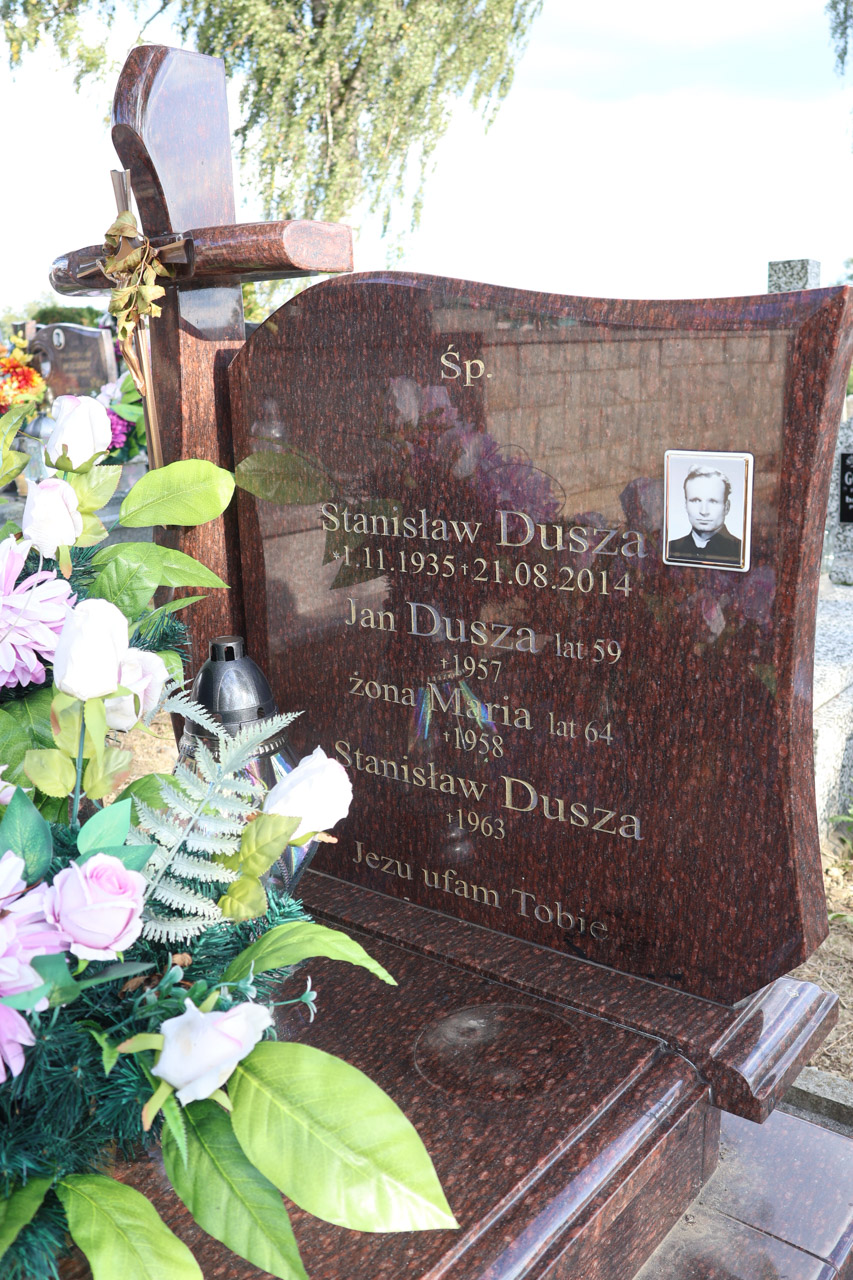 Śp.
Stanisław Dusza
*1.11.1935 †21.08.2014
Jan Dusza lat 59
†1957
żona Maria lat 64
†1958
Stanisław Dusza
†1963
Jezu ufam Tobie
G